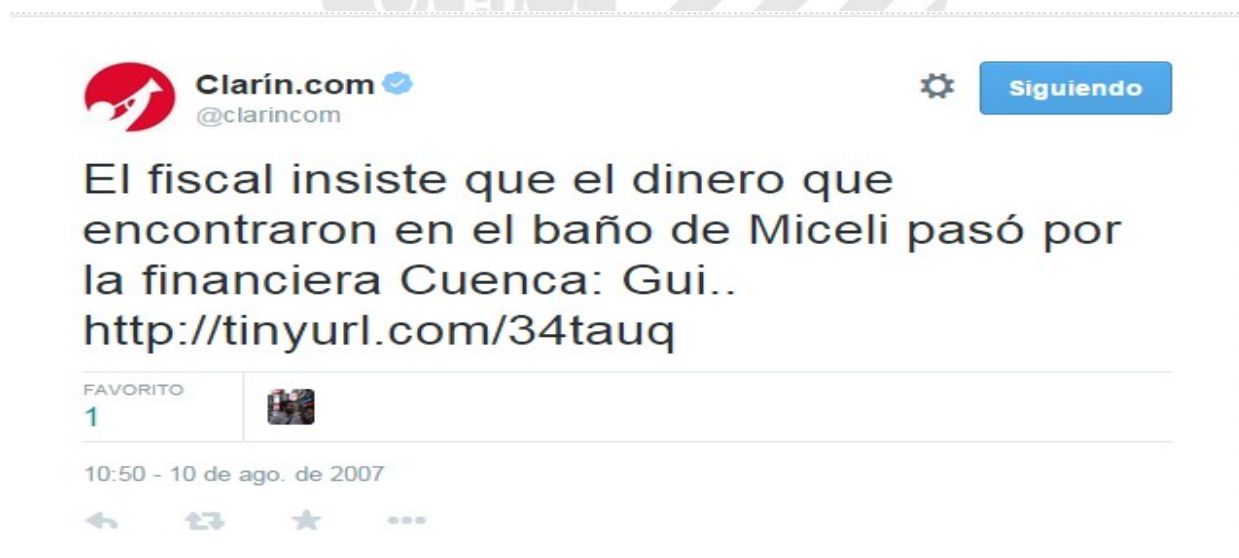 Clarín.com
@clarincom
Siguiendo
El fiscal insiste que el dinero que
encontraron en el baño de Miceli pasó por
la financiera Cuenca: Gui..
http://tinyurl.com/34tauq
FAVORITO
1
10:50 - 10 de ago. de 2007